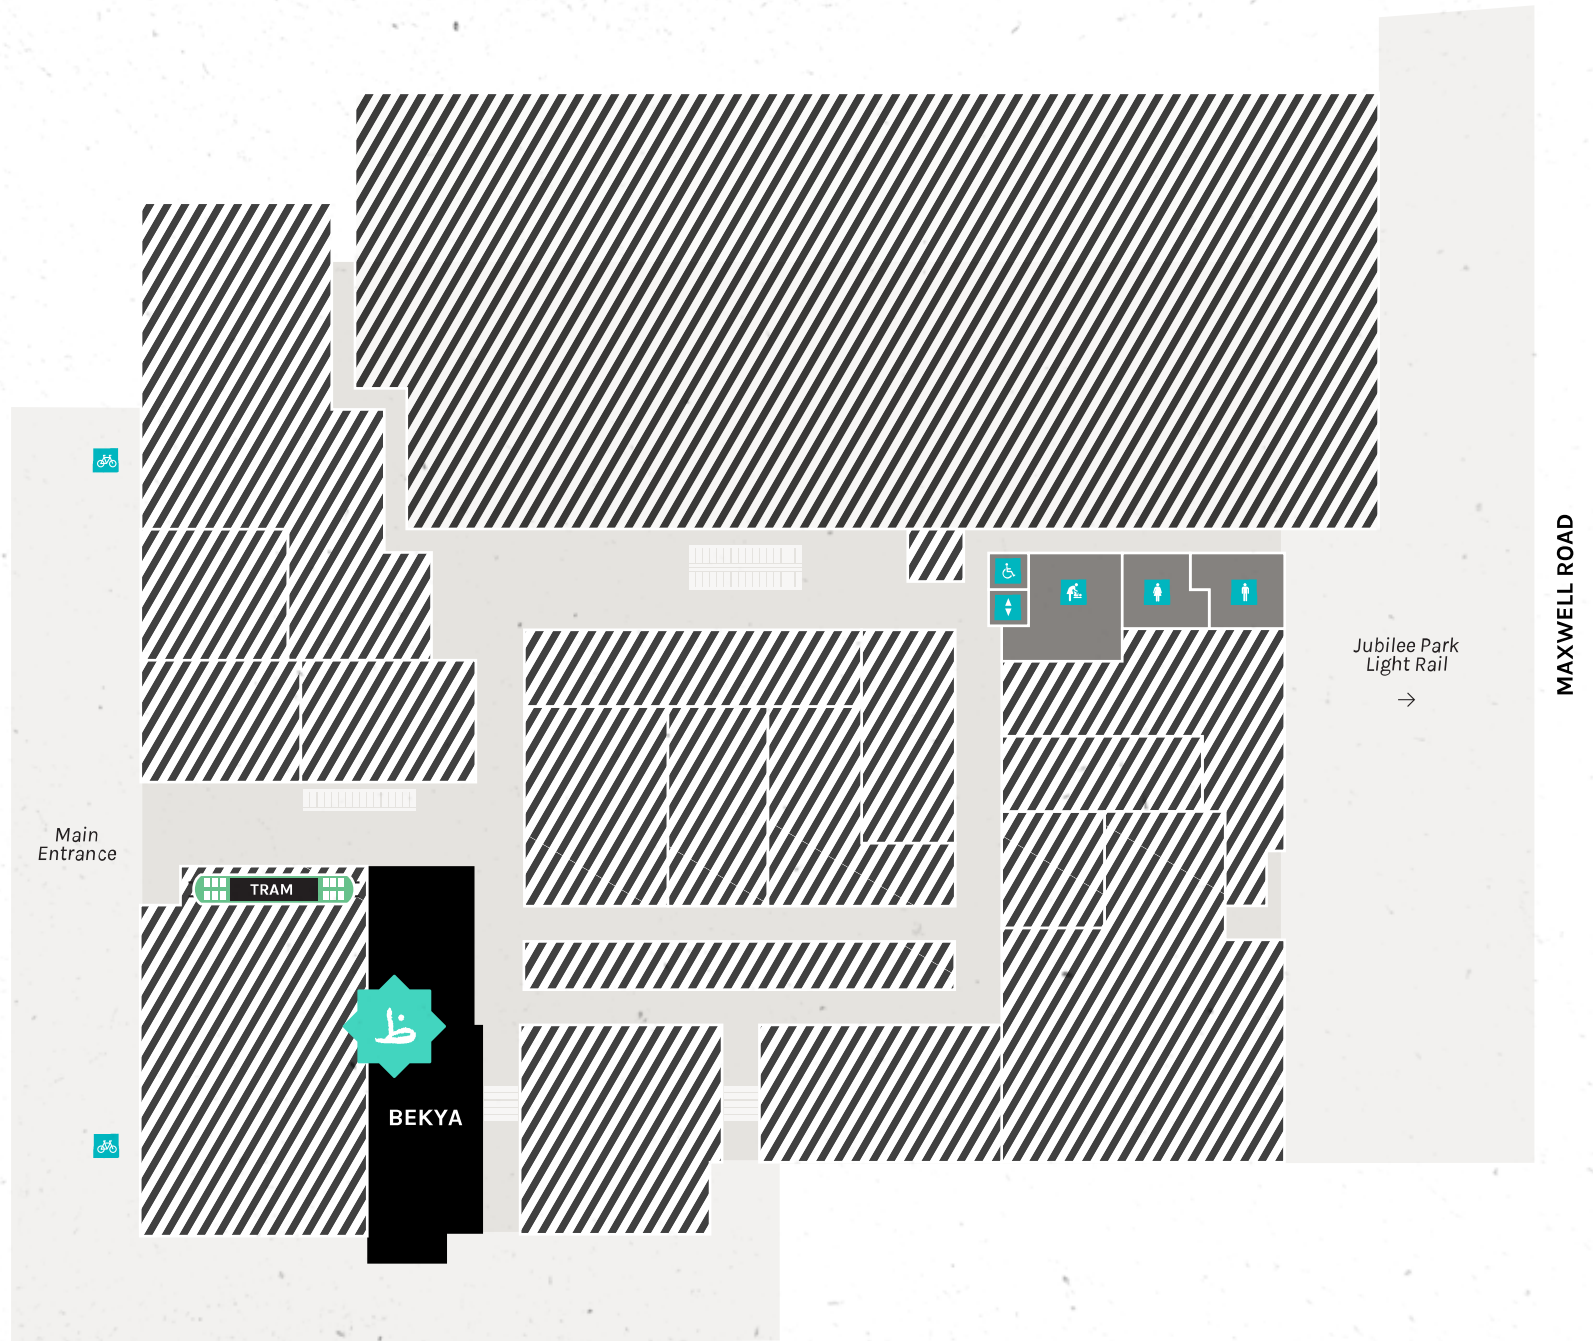 MAXWELL ROAD
Jubilee Park
Light Rail
Main
Entrance
TRAM
ظ
BEKYA